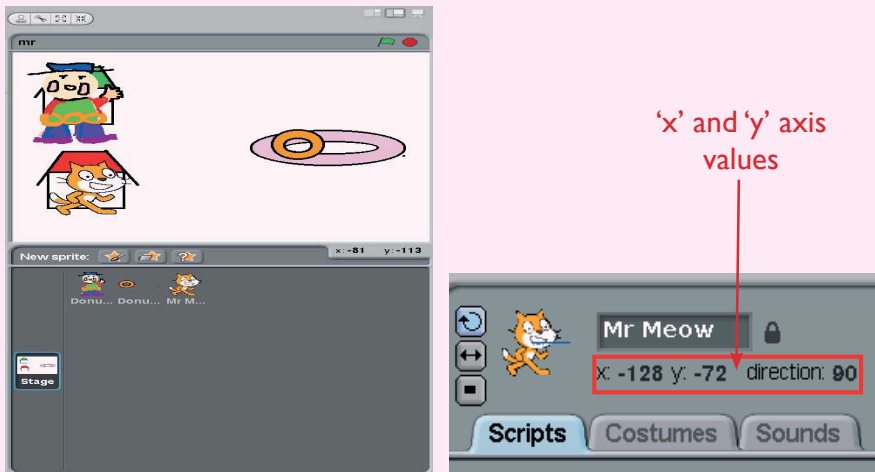 mr
New sprite:
x:-81 y:-113
Donu... Donu... Mr M...
Stage
‘x’ and ‘y’ axis
values
Mr Meow
x: -128 y: -72 direction: 90
Scripts Costumes Sounds